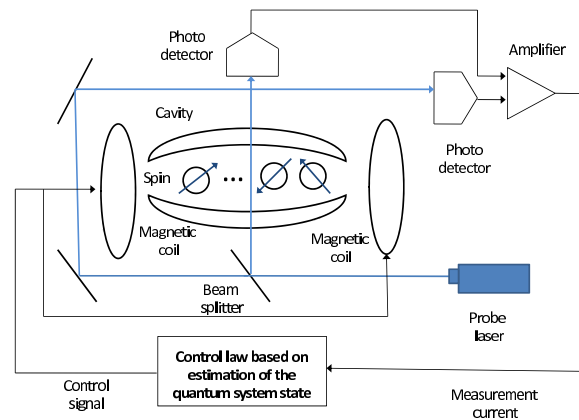 Photo
detector
Amplifier
Cavity
Photo
detector
Spin
...
Magnetic
coil
Magnetic
coil
Beam
splitter
Probe
laser
Control law based on
estimation of the
quantum system state
Control
signal
Measurement
current